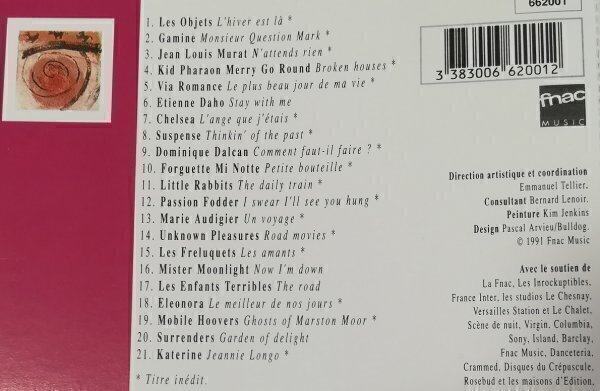 662001
1. Les Objets L'hiver est là *
2. Gamine Monsieur Question Mark *
3. Jean Louis Murat N'attends rien *
4. Kid Pharaon Merry Go Round Broken houses *
5. Via Romance Le plus beau jour de ma vie *
6. Etienne Daho Stay with me
7. Chelsea L'ange que j'étais *
8. Suspense Thinkin' of the past *
9. Dominique Dalcan Comment faut-il faire ? *
10. Forguette Mi Notte Petite bouteille *
11. Little Rabbits The daily train *
12. Passion Fodder I swear I'll see you hung *
13. Marie Audigier Un voyage *
14. Unknown Pleasures Road movies *
15. Les Freluquets Les amants *
16. Mister Moonlight Now I'm down
17. Les Enfants Terribles The road
18. Eleonora Le meilleur de nos jours *
19. Mobile Hoovers Ghosts of Marston Moor *
20. Surrenders Garden of delight
21. Katerine Jeannie Longo *
* Titre inédit.
3 383006 620012
fnac
MUSIC
Direction artistique et coordination
Emmanuel Tellier.
Consultant Bernard Lenoir.
Peinture Kim Jenkins
Design Pascal Arvieu/Bulldog.
© 1991 Fnac Music
Avec le soutien de
La Fnac, Les Inrockuptibles,
France Inter, les studios Le Chesnay,
Versailles Station et Le Chalet,
Scène de nuit, Virgin, Columbia,
Sony, Island, Barclay,
Fnac Music, Danceteria,
Crammed, Disques du Crépuscule,
Rosebud et les maisons d'Edition.